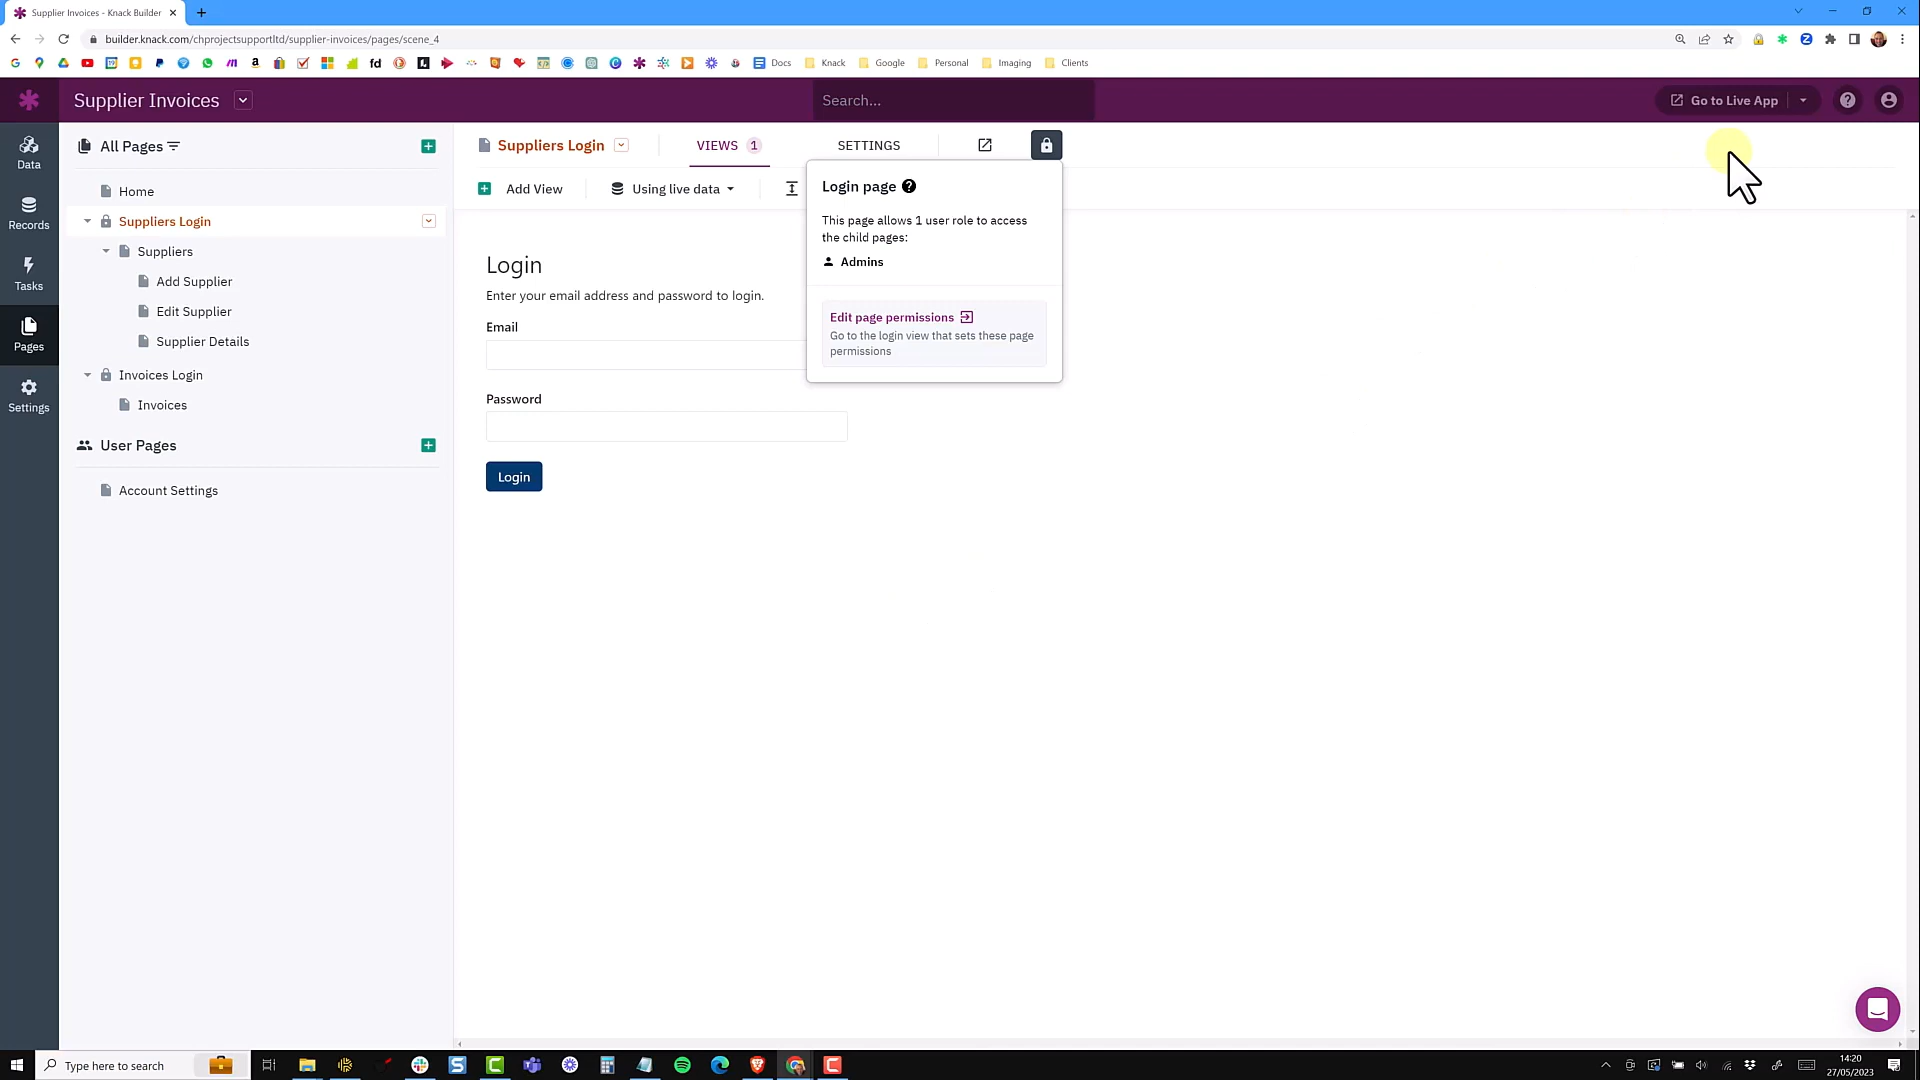 Supplier Invoices - Knack Builder
builder.knack.com/chprojectsupportltd/supplier-invoices/pages/scene_4
Docs Knack Google Personal Imaging Clients
Supplier Invoices
Search...
Go to Live App
Data
Records
Tasks
Pages
Settings
All Pages
Home
Suppliers Login
Suppliers
Add Supplier
Edit Supplier
Supplier Details
Invoices Login
Invoices
User Pages
Account Settings
Suppliers Login
VIEWS 1
SETTINGS
Add View
Using live data
Login page
This page allows 1 user role to access
the child pages:
Admins
Edit page permissions
Go to the login view that sets these page
permissions
Login
Enter your email address and password to login.
Email
Password
Login
Type here to search
14:20
27/05/2023